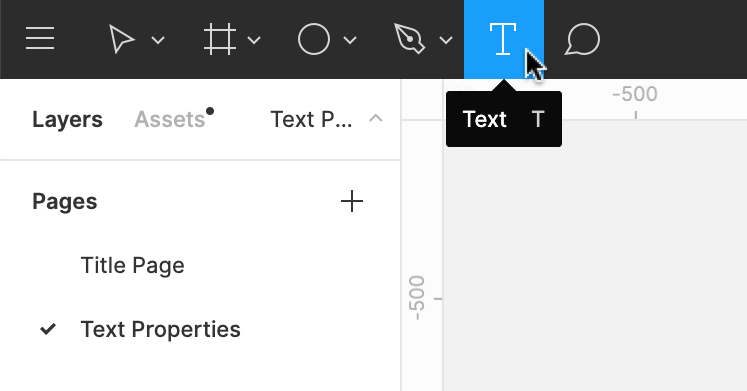 -500
Text T
Layers Assets Text P...
Pages
Title Page
-500
Text Properties